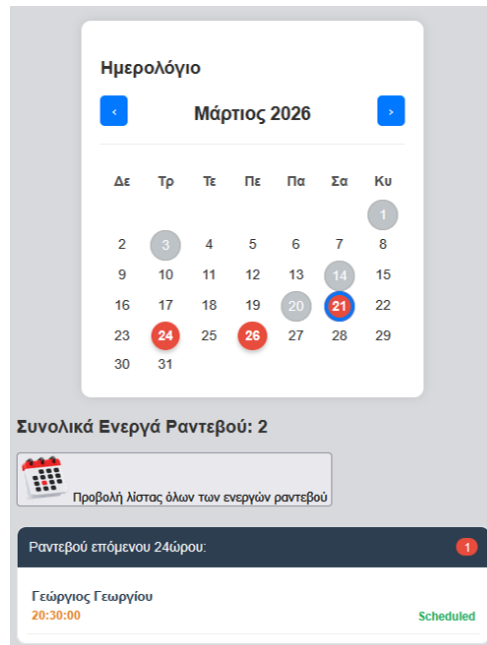 Ημερολόγιο
‹ Μάρτιος 2026 ›
Δε Τρ Τε Πε Πα Σα Κυ
1
2 3 4 5 6 7 8
9 10 11 12 13 14 15
16 17 18 19 20 21 22
23 24 25 26 27 28 29
30 31
Συνολικά Ενεργά Ραντεβού: 2
Προβολή λίστας όλων των ενεργών ραντεβού
Ραντεβού επόμενου 24ώρου: 1
Γεώργιος Γεωργίου
20:30:00 Scheduled